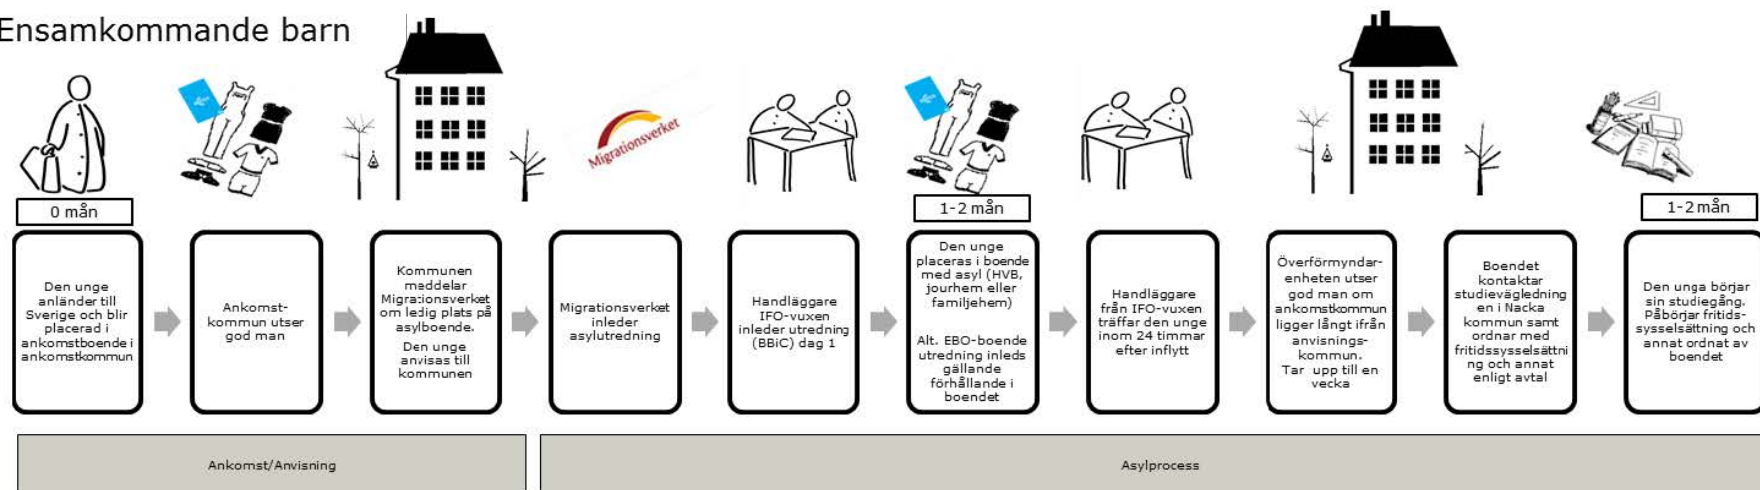 Ensamkommande barn
Migrationsverket
0 mån
1-2 mån
1-2 mån
Den unge
anländer till
Sverige och blir
placerad i
ankomstboende i
ankomstkommun
Ankomst-
kommun utser
god man
Kommunen
meddelar
Migrationsverket
om ledig plats på
asylboende.
Den unge
anvisas till
kommunen
Migrationsverket
inleder
asylutredning
Handläggare
IFO-vuxen
inleder utredning
(BBiC) dag 1
Den unge
placeras i boende
med asyl (HVB,
jourhem eller
familjehem)
Alt. EBO-boende
utredning inleds
gällande
förhållande i
boendet
Handläggare
från IFO-vuxen
träffar den unge
inom 24 timmar
efter inflytt
Överförmyndar-
enheten utser
god man om
ankomstkommun
ligger långt ifrån
anvisnings-
kommun.
Tar upp till en
vecka
Boendet
kontaktar
studievägledning
en i Nacka
kommun samt
ordnar med
fritidssysselsättni
ng och annat
enligt avtal
Den unga börjar
sin studiegång.
Påbörjar fritids-
sysselsättning och
annat ordnat av
boendet
Ankomst/Anvisning
Asylprocess